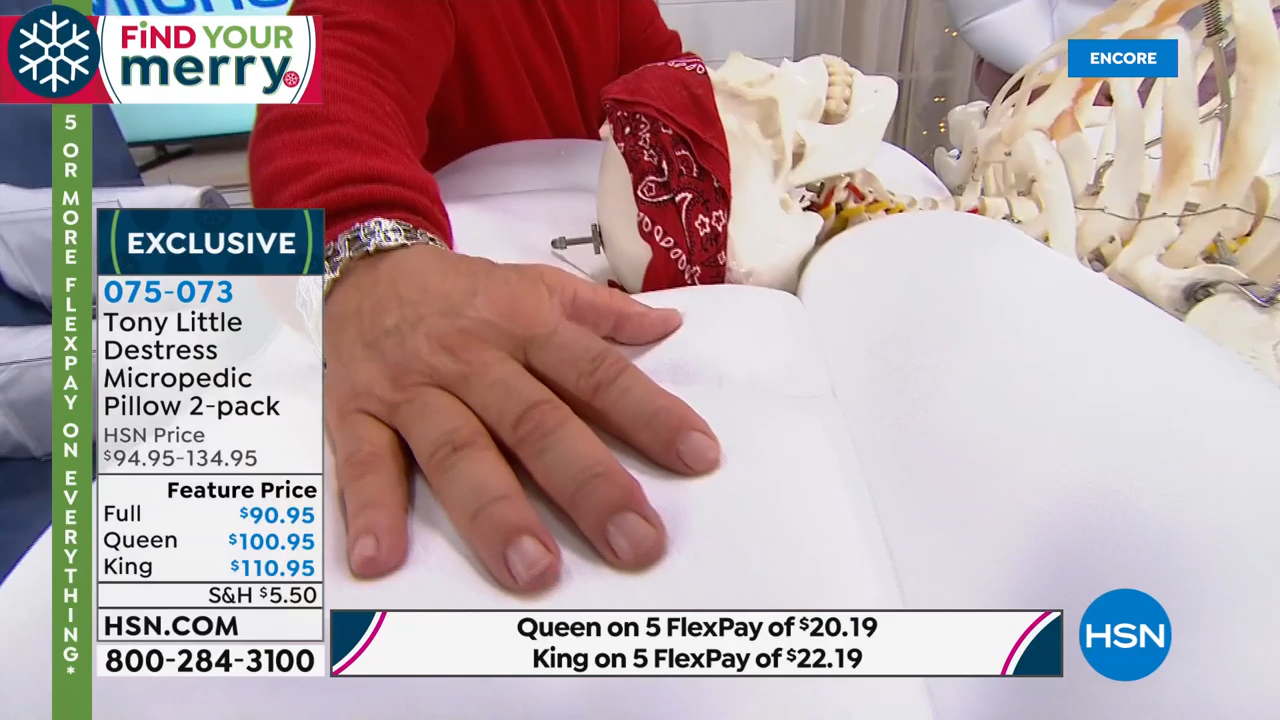 FiND YOUR
merry
ENCORE
5 OR MORE FLEXPAY ON EVERYTHING*
EXCLUSIVE
075-073
Tony Little
Destress
Micropedic
Pillow 2-pack
HSN Price
$94.95-134.95
Feature Price
Full $90.95
Queen $100.95
King $110.95
S&H $5.50
HSN.COM
800-284-3100
Queen on 5 FlexPay of $20.19
King on 5 FlexPay of $22.19
HSN